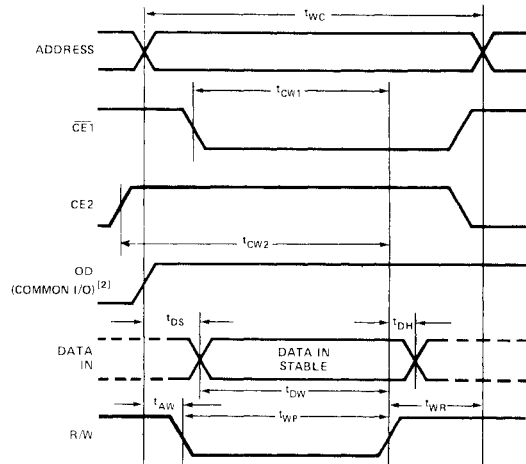 tWC
ADDRESS
tCW1
CE1
CE2
tCW2
OD
(COMMON I/O)[2]
tDS
tDH
DATA
IN
DATA IN
STABLE
tDW
tAW
tWP
tWR
R/W